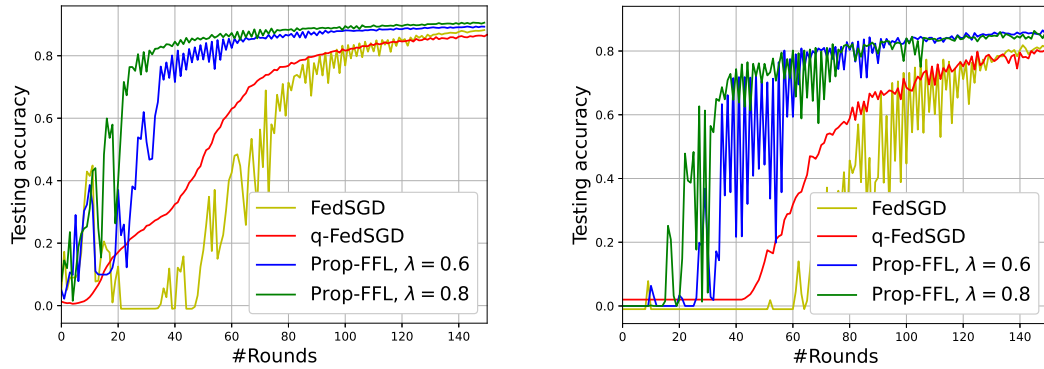 Testing accuracy
0.8
0.6
0.4
0.2
0.0
FedSGD
q-FedSGD
Prop-FFL, λ = 0.6
Prop-FFL, λ = 0.8
0 20 40 60 80 100 120 140
#Rounds
Testing accuracy
0.8
0.6
0.4
0.2
0.0
FedSGD
q-FedSGD
Prop-FFL, λ = 0.6
Prop-FFL, λ = 0.8
0 20 40 60 80 100 120 140
#Rounds